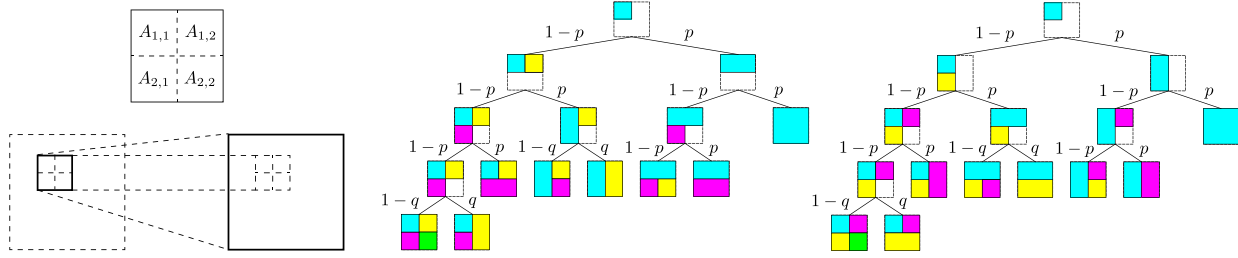 A1,1 A1,2
A2,1 A2,2
1 − p p
1 − p p 1 − p p
1 − p p 1 − q q 1 − p p
1 − q q
1 − p p
1 − p p 1 − p p
1 − p p 1 − q q 1 − p p
1 − q q